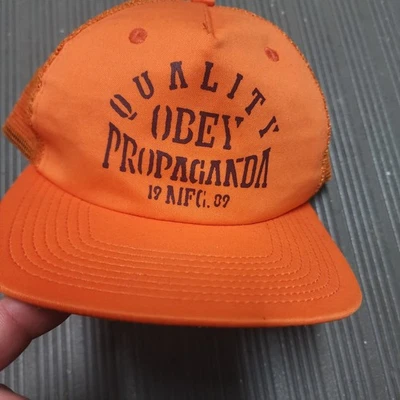 QUALITY
OBEY
PROPAGANDA
19 MFG. 89